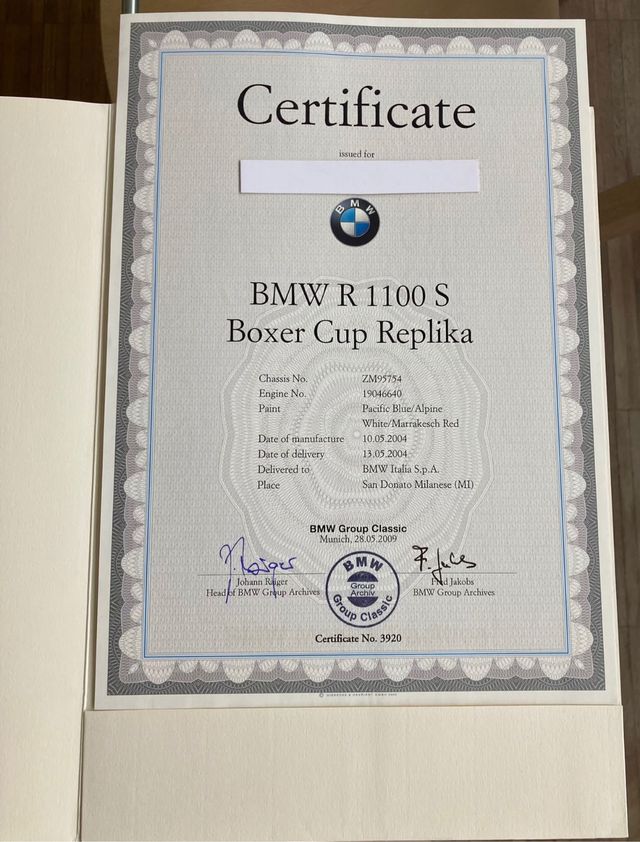 Certificate
issued for
BMW
BMW R 1100 S
Boxer Cup Replika
Chassis No. ZM95754
Engine No. 19046640
Paint Pacific Blue/Alpine
White/Marrakesch Red
Date of manufacture 10.05.2004
Date of delivery 13.05.2004
Delivered to BMW Italia S.p.A.
Place San Donato Milanese (MI)
BMW Group Classic
Munich, 28.05.2009
Johann Räiger
Head of BMW Group Archives
Fred Jakobs
BMW Group Archives
BMW
Group
Archiv
Group Classic
Certificate No. 3920